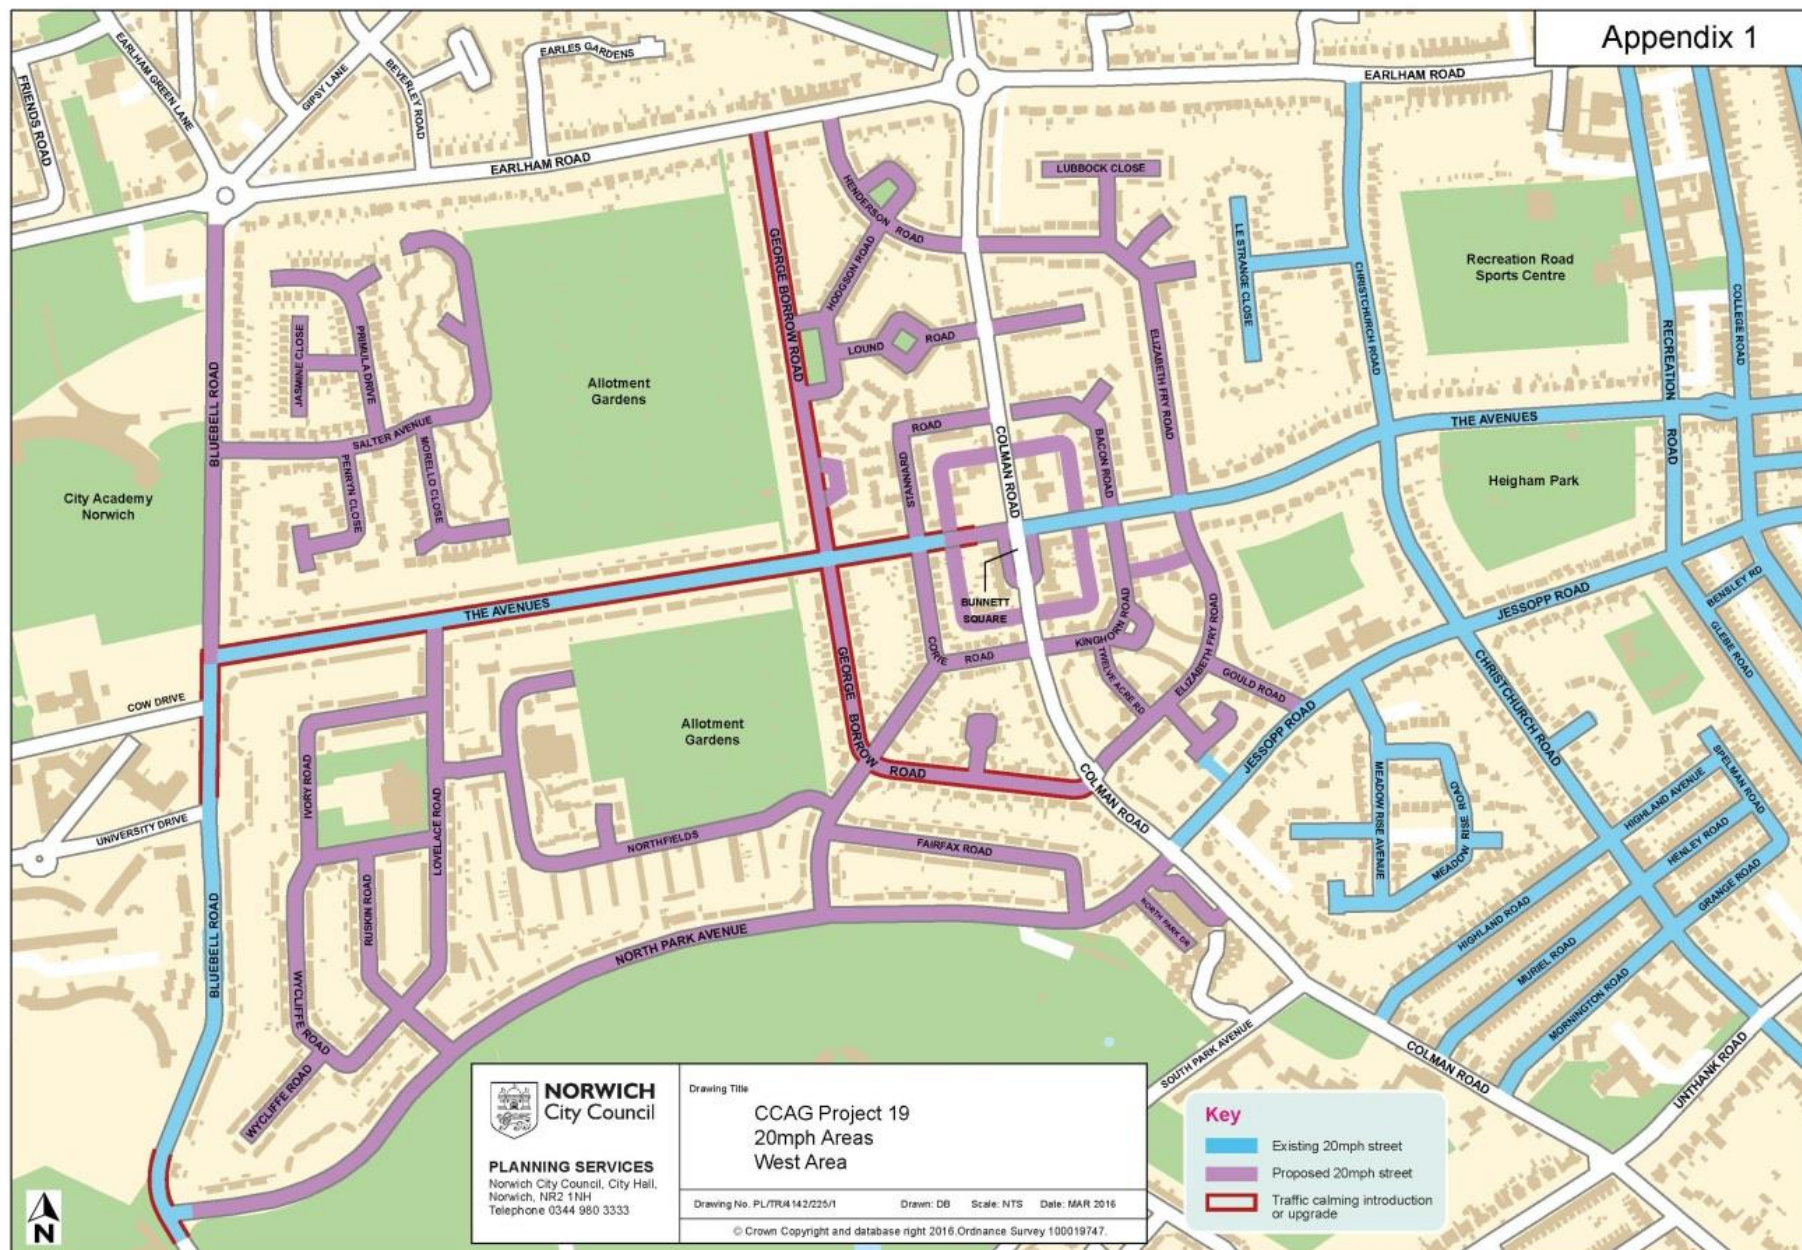 Appendix 1
EARLHAM GREEN LANE
FRIENDS ROAD
GIPSY LANE
BEVERLEY ROAD
EARLES GARDENS
EARLHAM ROAD
EARLHAM ROAD
LUBBOCK CLOSE
HENDERSON ROAD
HODGSON ROAD
GEORGE BORROW ROAD
LE STRANGE CLOSE
CHRISTCHURCH ROAD
Recreation Road
Sports Centre
RECREATION
ROAD
COLLEGE ROAD
BLUEBELL ROAD
JASMINE CLOSE
PRIMULA DRIVE
SALTER AVENUE
PENRYN CLOSE
MORELLO CLOSE
Allotment
Gardens
LOUND
ROAD
ELIZABETH FRY ROAD
COLMAN ROAD
STANNARD
ROAD
BACON ROAD
THE AVENUES
Heigham Park
City Academy
Norwich
THE AVENUES
BUNNETT
SQUARE
CORIE
ROAD
KINGHORN ROAD
TWELVE ACRE RD
ELIZABETH FRY ROAD
GOULD ROAD
JESSOPP ROAD
JESSOPP ROAD
BENSLEY RD
GLEBE ROAD
CHRISTCHURCH ROAD
COW DRIVE
UNIVERSITY DRIVE
Allotment
Gardens
GEORGE BORROW
ROAD
COLMAN ROAD
IVORY ROAD
LOVELACE ROAD
RUSKIN ROAD
NORTHFIELDS
FAIRFAX ROAD
MEADOW RISE AVENUE
MEADOW RISE ROAD
SPELMAN ROAD
HIGHLAND AVENUE
HENLEY ROAD
GRANGE ROAD
HIGHLAND ROAD
MURIEL ROAD
MORNINGTON ROAD
NORTH PARK DR
NORTH PARK AVENUE
BLUEBELL ROAD
WYCLIFFE ROAD
WYCLIFFE ROAD
SOUTH PARK AVENUE
COLMAN ROAD
UNTHANK ROAD
N
NORWICH
City Council
PLANNING SERVICES
Norwich City Council, City Hall,
Norwich, NR2 1NH
Telephone 0344 980 3333
Drawing Title
CCAG Project 19
20mph Areas
West Area
Drawing No. PL/TR/4142/225/1 Drawn: DB Scale: NTS Date: MAR 2016
© Crown Copyright and database right 2016.Ordnance Survey 100019747.
Key
Existing 20mph street
Proposed 20mph street
Traffic calming introduction
or upgrade